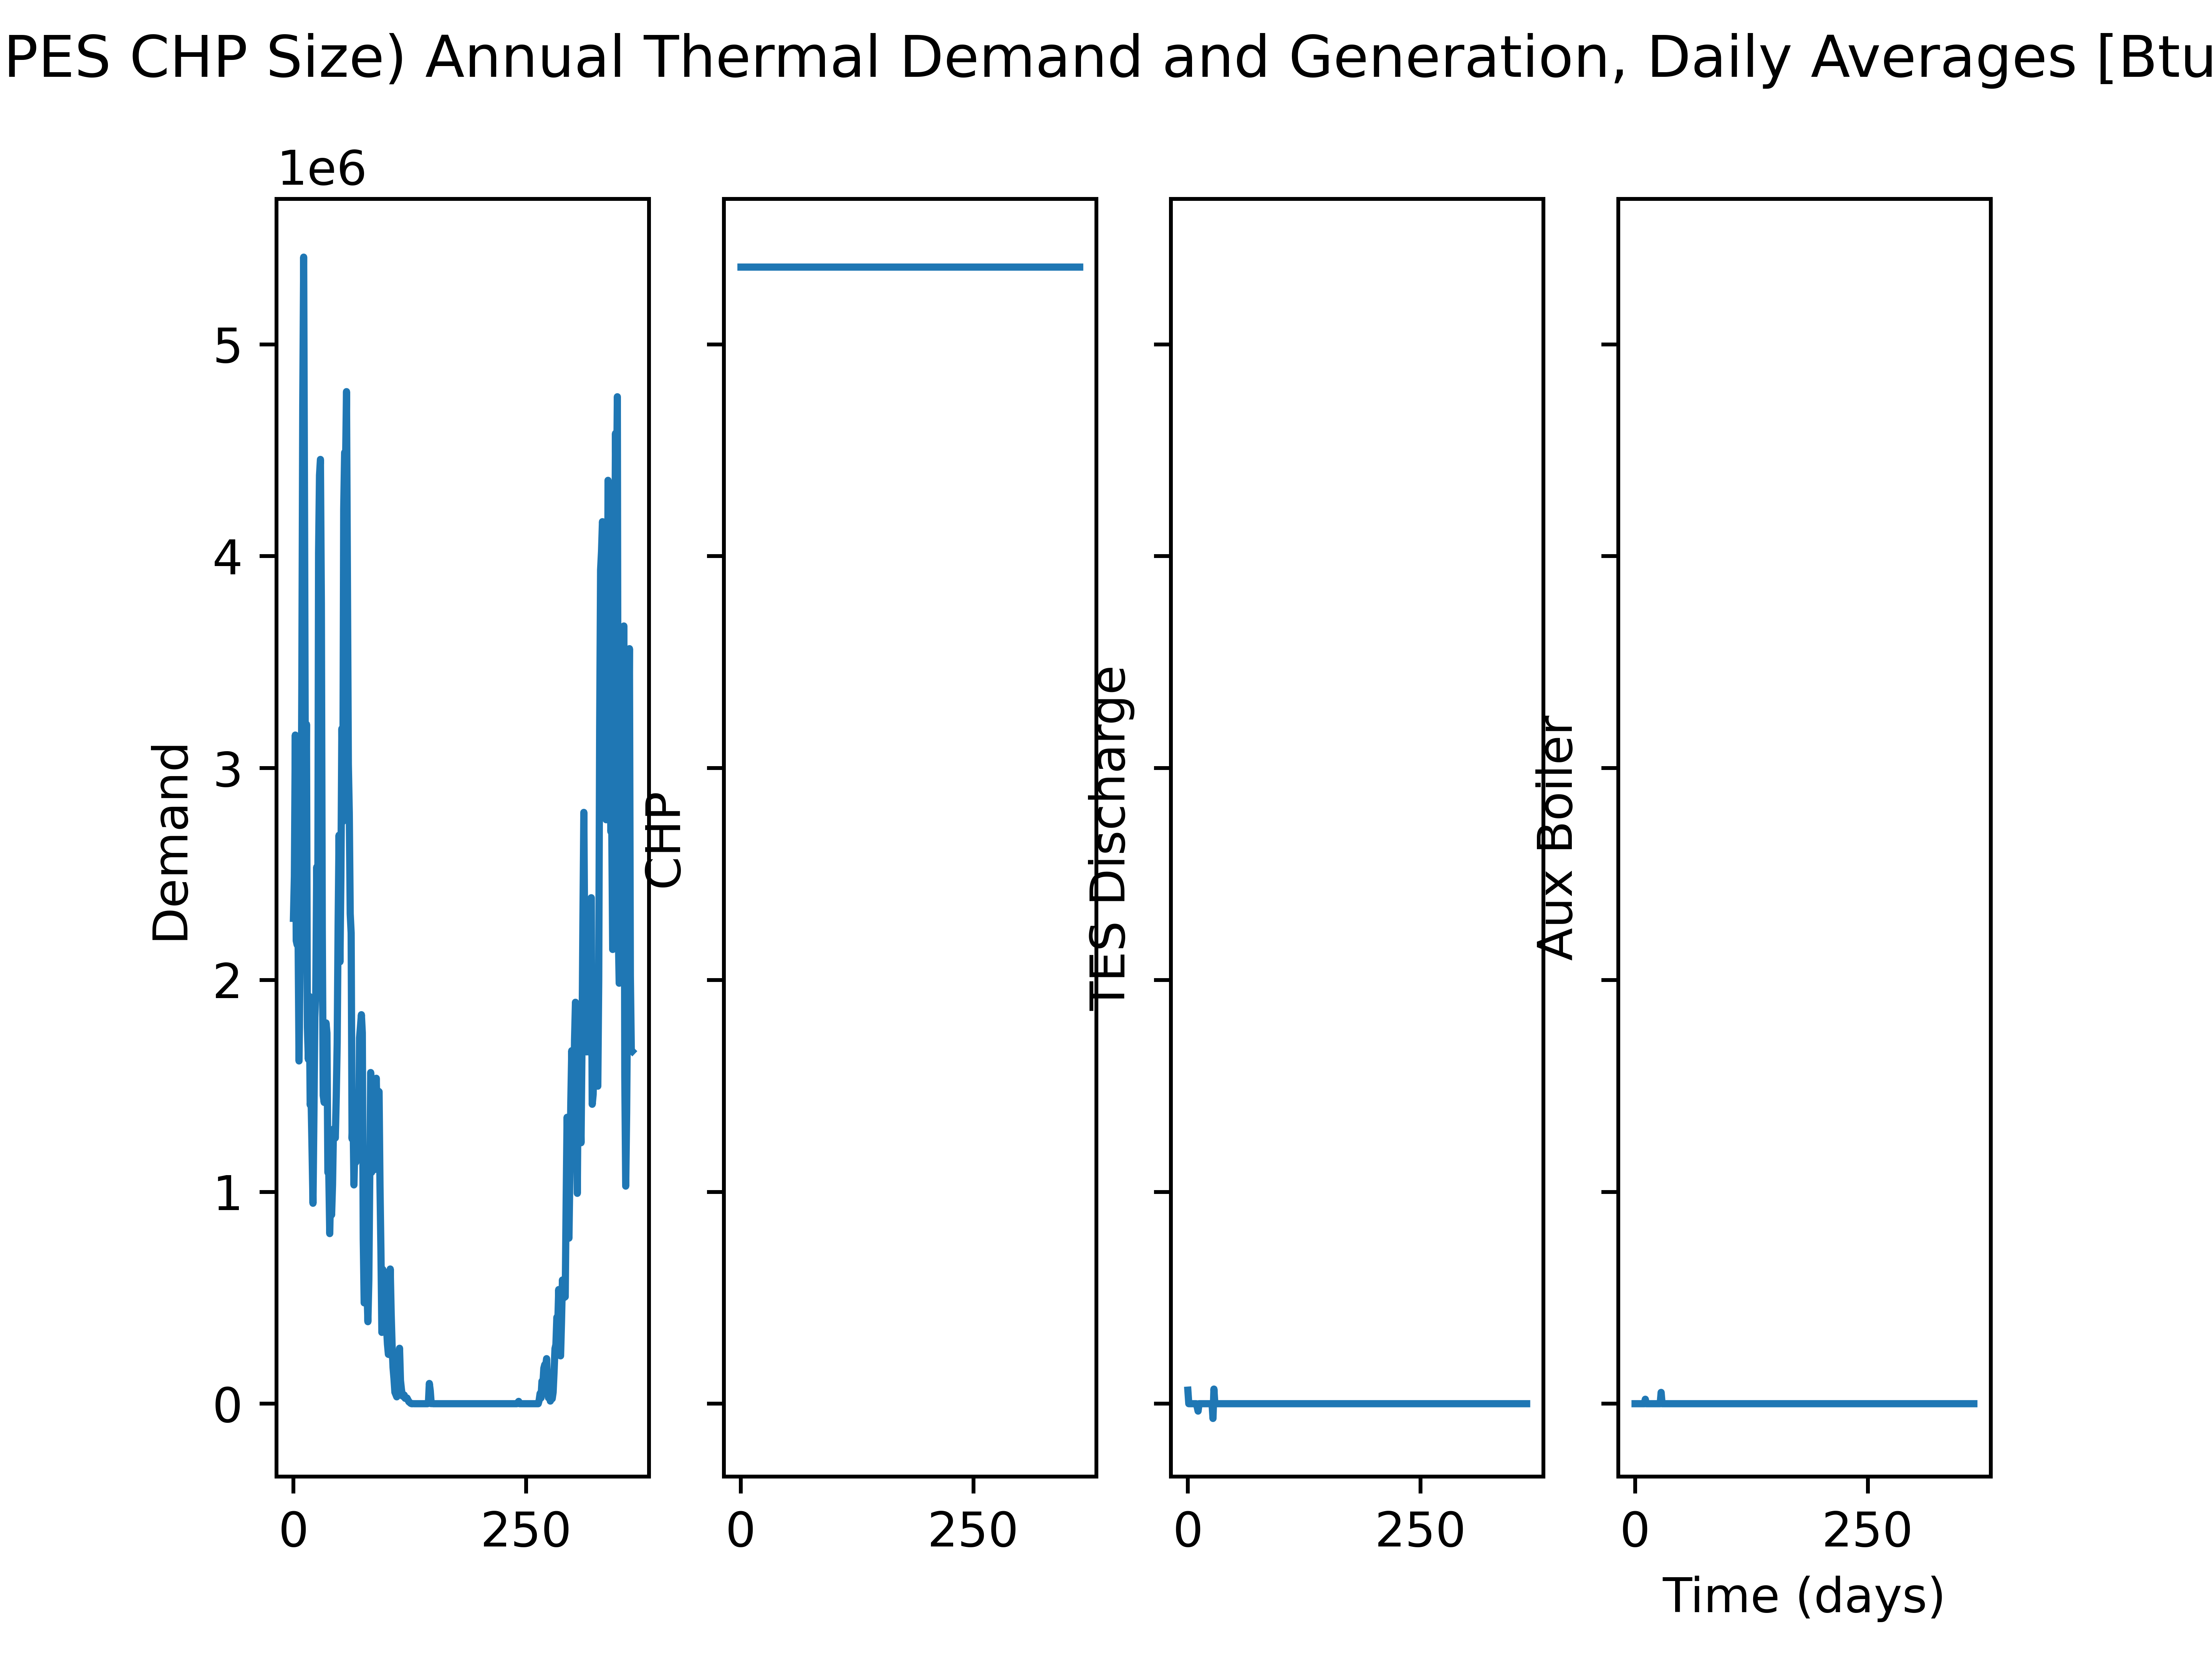 PES CHP Size) Annual Thermal Demand and Generation, Daily Averages [Btu
1e6
Demand
5
4
3
2
1
0
0 250
CHP
0 250
TES Discharge
0 250
Aux Boiler
0 250
Time (days)